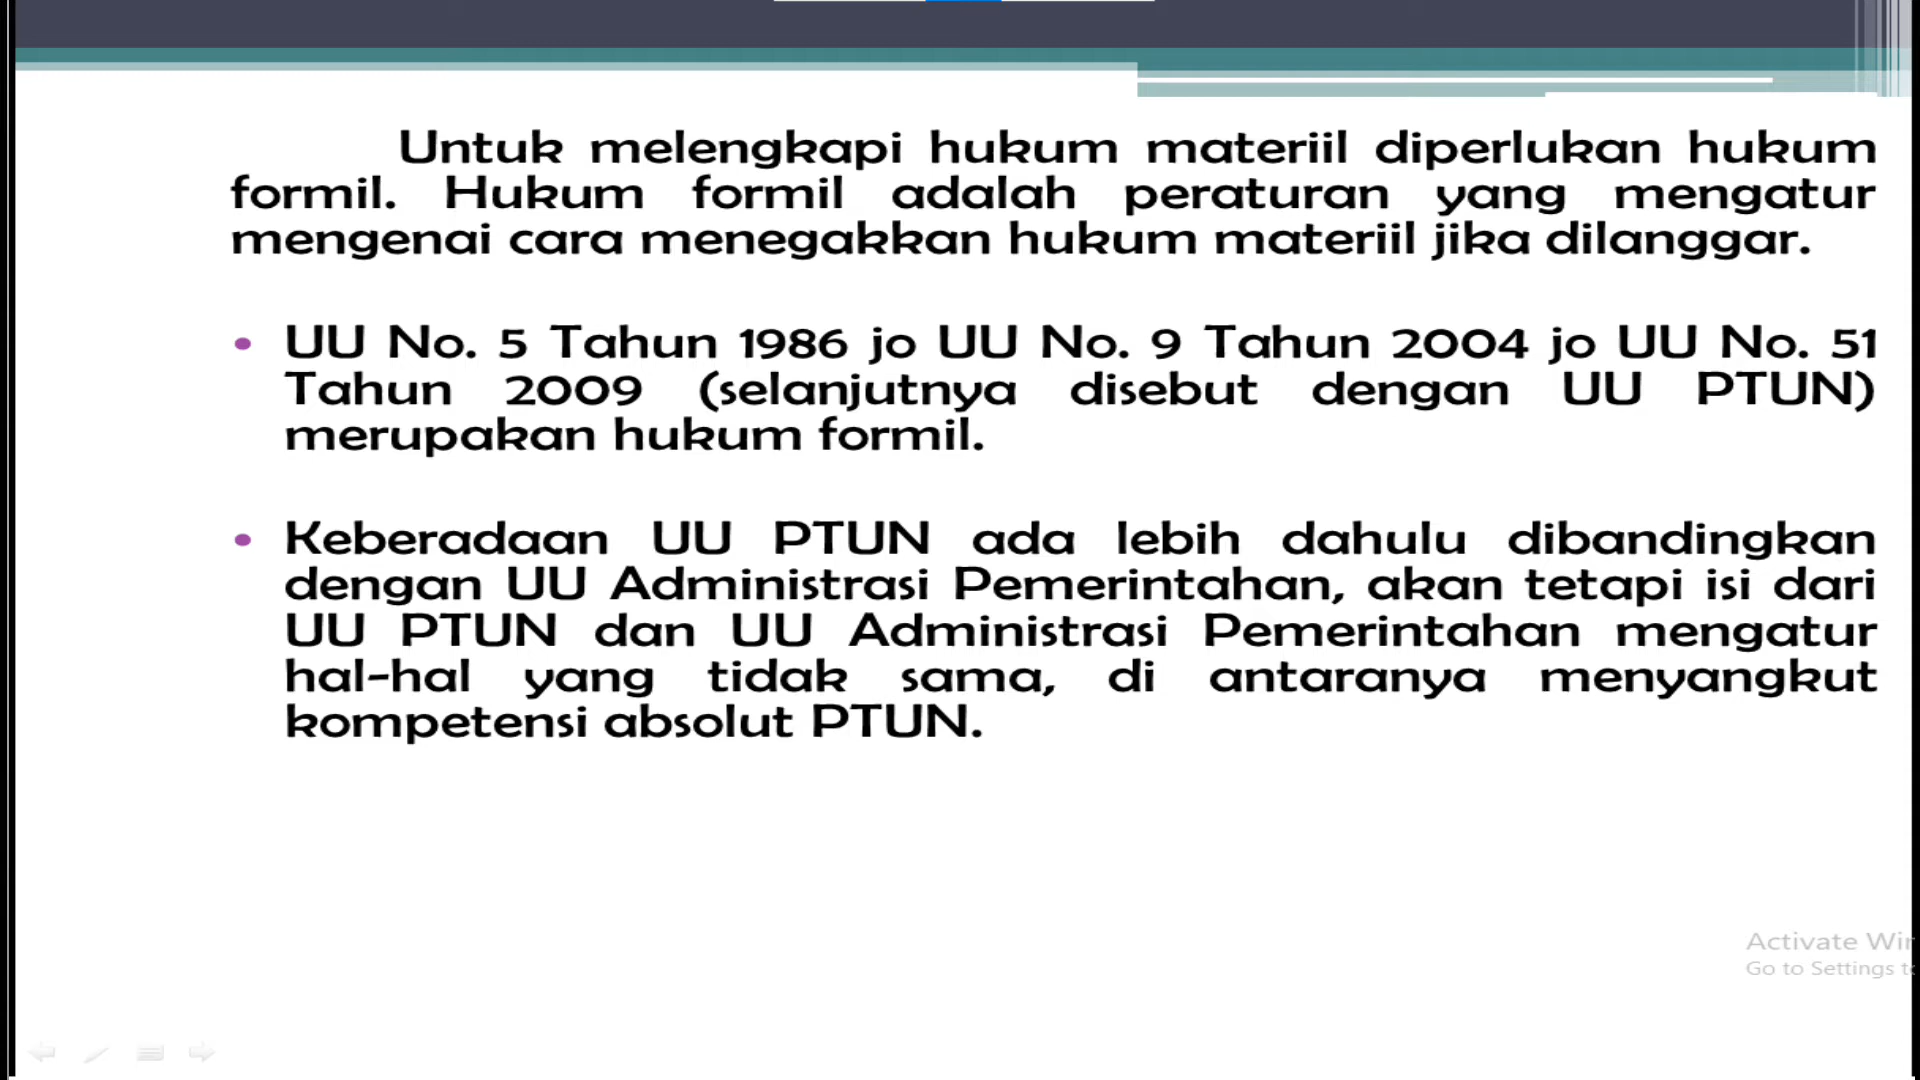 Untuk melengkapi hukum materiil diperlukan hukum
formil. Hukum formil adalah peraturan yang mengatur
mengenai cara menegakkan hukum materiil jika dilanggar.
• UU No. 5 Tahun 1986 jo UU No. 9 Tahun 2004 jo UU No. 51
Tahun 2009 (selanjutnya disebut dengan UU PTUN)
merupakan hukum formil.
• Keberadaan UU PTUN ada lebih dahulu dibandingkan
dengan UU Administrasi Pemerintahan, akan tetapi isi dari
UU PTUN dan UU Administrasi Pemerintahan mengatur
hal-hal yang tidak sama, di antaranya menyangkut
kompetensi absolut PTUN.
Activate Wi
Go to Settings t